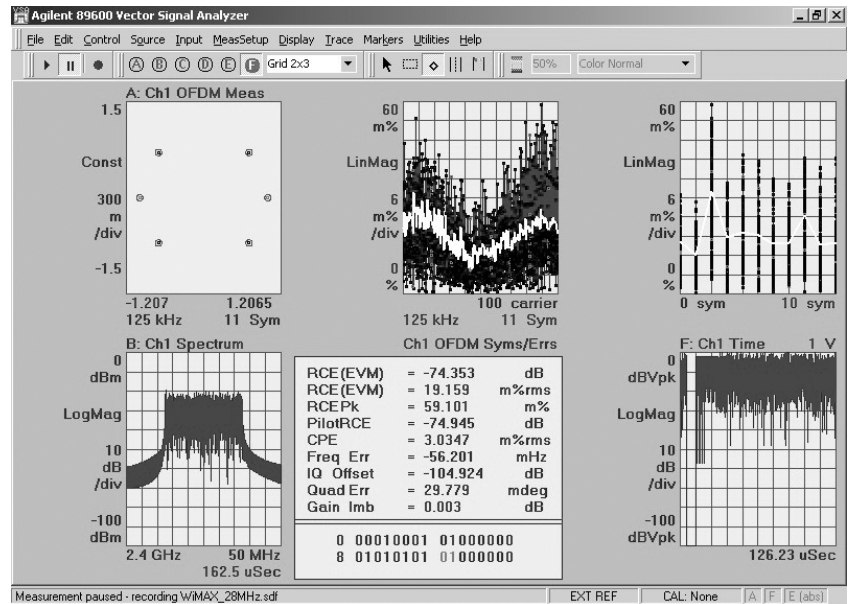 Agilent 89600 Vector Signal Analyzer
File Edit Control Source Input MeasSetup Display Trace Markers Utilities Help
A B C D E F Grid 2x3 50% Color Normal
A: Ch1 OFDM Meas
1.5
Const
300
m
/div
-1.5
-1.207 1.2065
125 kHz 11 Sym
60
m%
LinMag
6
m%
/div
0
%
100 carrier
125 kHz 11 Sym
60
m%
LinMag
6
m%
/div
0
%
0 sym 10 sym
B: Ch1 Spectrum
0
dBm
LogMag
10
dB
/div
-100
dBm
2.4 GHz 50 MHz
162.5 uSec
Ch1 OFDM Syms/Errs
RCE(EVM) = -74.353 dB
RCE(EVM) = 19.159 m%rms
RCEPk = 59.101 m%
PilotRCE = -74.945 dB
CPE = 3.0347 m%rms
Freq Err = -56.201 mHz
IQ Offset = -104.924 dB
Quad Err = 29.779 mdeg
Gain Imb = 0.003 dB
0 00010001 01000000
8 01010101 01000000
F: Ch1 Time 1 V
0
dBVpk
LogMag
10
dB
/div
-100
dBVpk
126.23 uSec
Measurement paused - recording WiMAX_28MHz.sdf EXT REF CAL: None A F E (abs)